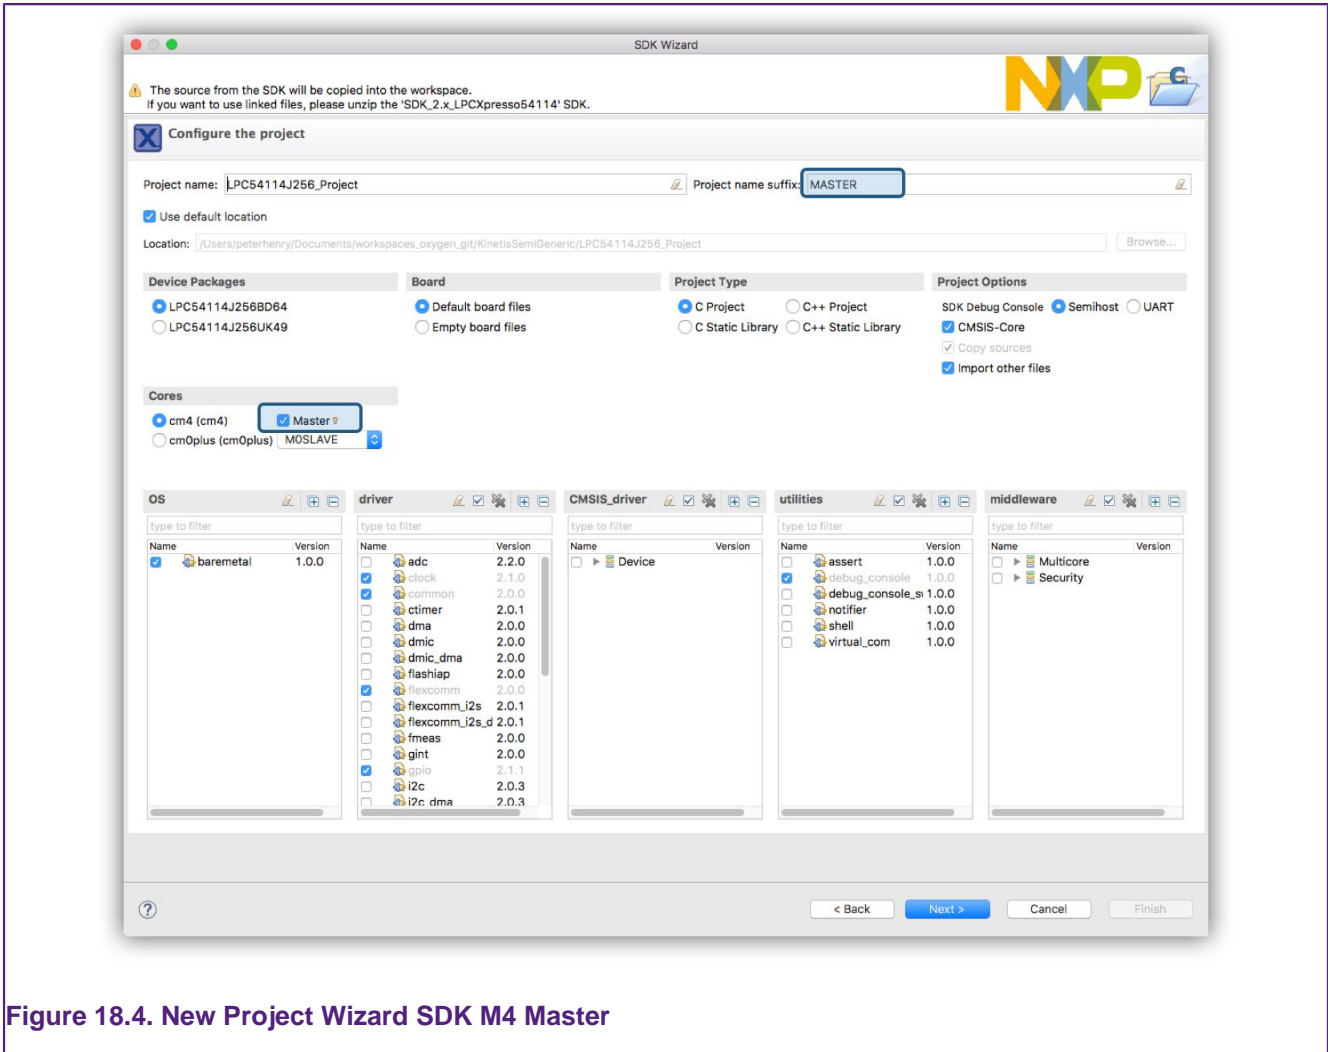 SDK Wizard
The source from the SDK will be copied into the workspace.
If you want to use linked files, please unzip the 'SDK_2.x_LPCXpresso54114' SDK.
NXP
C
X
Configure the project
Project name: LPC54114J256_Project Project name suffix: MASTER
Use default location
Location: /Users/peterhenry/Documents/workspaces_oxygen_git/KinetisSemiGeneric/LPC54114J256_Project Browse...
Device Packages Board Project Type Project Options
LPC54114J256BD64 Default board files C Project C++ Project SDK Debug Console Semihost UART
LPC54114J256UK49 Empty board files C Static Library C++ Static Library CMSIS-Core
Copy sources
Import other files
Cores
cm4 (cm4) Master
cm0plus (cm0plus) M0SLAVE
OS driver CMSIS_driver utilities middleware
type to filter type to filter type to filter type to filter type to filter
Name Version Name Version Name Version Name Version Name Version
baremetal 1.0.0 adc 2.2.0 Device assert 1.0.0 Multicore
clock 2.1.0 debug_console 1.0.0 Security
common 2.0.0 debug_console_s 1.0.0
ctimer 2.0.1 notifier 1.0.0
dma 2.0.0 shell 1.0.0
dmic 2.0.0 virtual_com 1.0.0
dmic_dma 2.0.0
flashiap 2.0.0
flexcomm 2.0.0
flexcomm_i2s 2.0.1
flexcomm_i2s_d 2.0.1
fmeas 2.0.0
gint 2.0.0
gpio 2.1.1
i2c 2.0.3
i2c_dma 2.0.3
? < Back Next > Cancel Finish
Figure 18.4. New Project Wizard SDK M4 Master